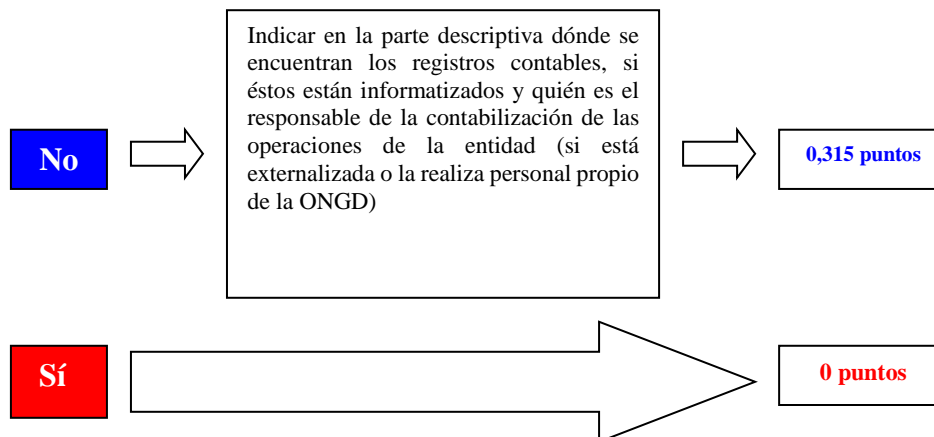 Indicar en la parte descriptiva dónde se
encuentran los registros contables, si
éstos están informatizados y quién es el
responsable de la contabilización de las
operaciones de la entidad (si está
externalizada o la realiza personal propio
de la ONGD)
No
0,315 puntos
Sí
0 puntos